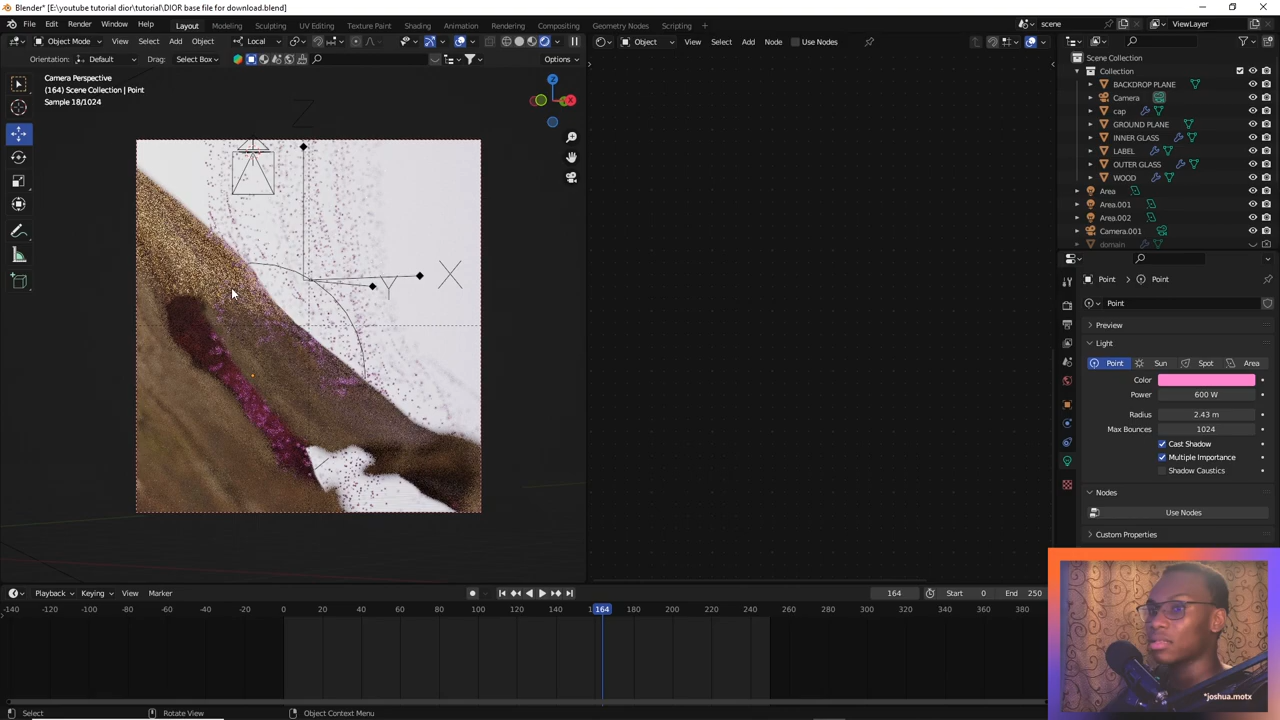 Blender* [E:\youtube tutorial dior\tutorial\DIOR base file for download.blend]
File Edit Render Window Help Layout Modeling Sculpting UV Editing Texture Paint Shading Animation Rendering Compositing Geometry Nodes Scripting scene ViewLayer
Object Mode View Select Add Object Local Object View Select Add Node Use Nodes
Orientation: Default Drag: Select Box Options
Camera Perspective
(164) Scene Collection | Point
Sample 18/1024
Z
X
Y
Z
X
Scene Collection
Collection
BACKDROP PLANE
Camera
cap
GROUND PLANE
INNER GLASS
LABEL
OUTER GLASS
WOOD
Area
Area.001
Area.002
Camera.001
domain
Point Point
Point
Preview
Light
Point Sun Spot Area
Color
Power 600 W
Radius 2.43 m
Max Bounces 1024
Cast Shadow
Multiple Importance
Shadow Caustics
Nodes
Use Nodes
Custom Properties
Playback Keying View Marker 164 Start 0 End 250
-140 -120 -100 -80 -60 -40 -20 0 20 40 60 80 100 120 140 164 180 200 220 240 260 280 300 320 340 360 380
*joshua.motx
Select Rotate View Object Context Menu